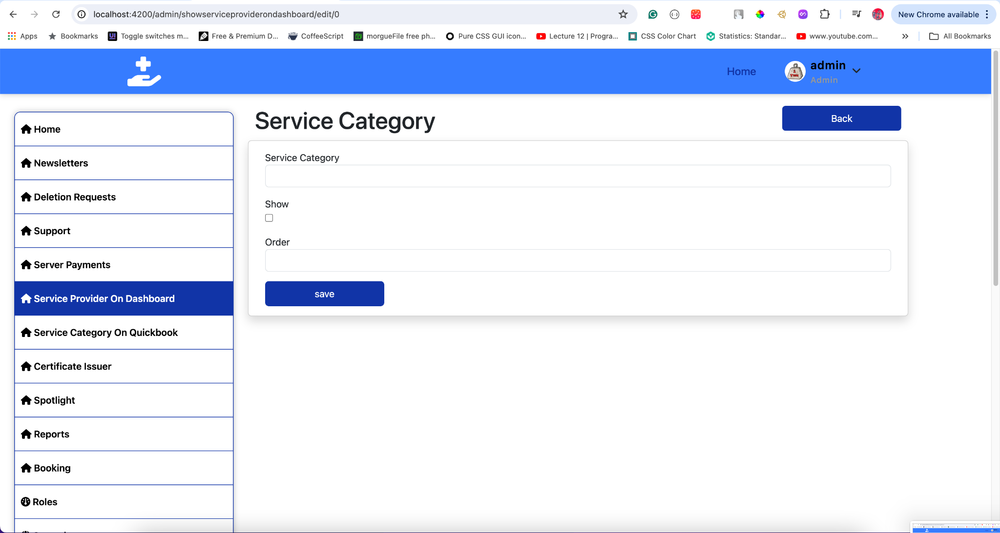 localhost:4200/admin/showserviceproviderondashboard/edit/0
New Chrome available
Apps
Bookmarks
Toggle switches m...
Free & Premium D...
CoffeeScript
morgueFile free ph...
Pure CSS GUI icon...
Lecture 12 | Progra...
CSS Color Chart
Statistics: Standar...
www.youtube.com...
All Bookmarks
Home
admin
Admin
Home
Newsletters
Deletion Requests
Support
Server Payments
Service Provider On Dashboard
Service Category On Quickbook
Certificate Issuer
Spotlight
Reports
Booking
Roles
Service Category
Back
Service Category
Show
Order
save